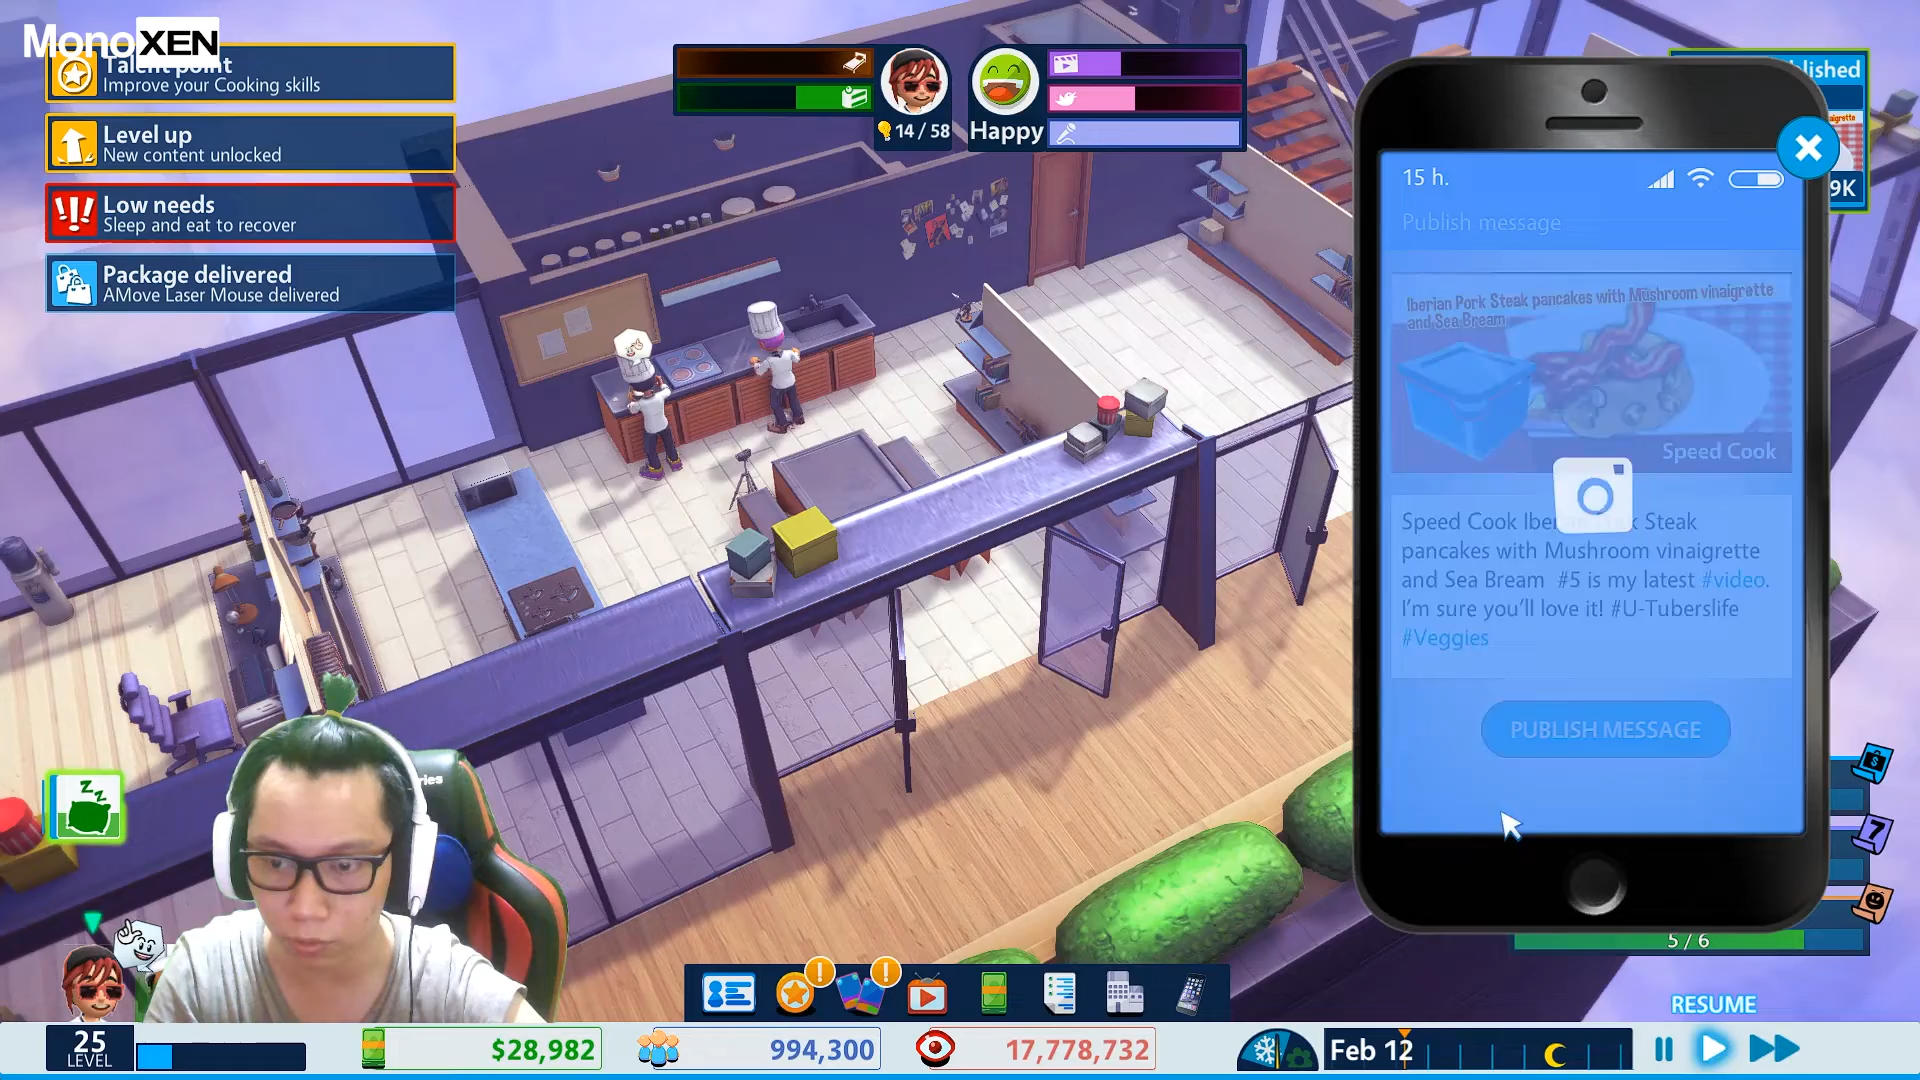 MonoXEN
Talent point
Improve your Cooking skills
Level up
New content unlocked
Low needs
Sleep and eat to recover
Package delivered
AMove Laser Mouse delivered
14 / 58
Happy
lished
9K
15 h.
Publish message
Iberian Pork Steak pancakes with Mushroom vinaigrette
and Sea Bream
Speed Cook
Speed Cook Iberian Pork Steak
pancakes with Mushroom vinaigrette
and Sea Bream #5 is my latest #video.
I'm sure you'll love it! #U-Tuberslife
#Veggies
PUBLISH MESSAGE
ries
5 / 6
RESUME
25
LEVEL
$28,982
994,300
17,778,732
Feb 12